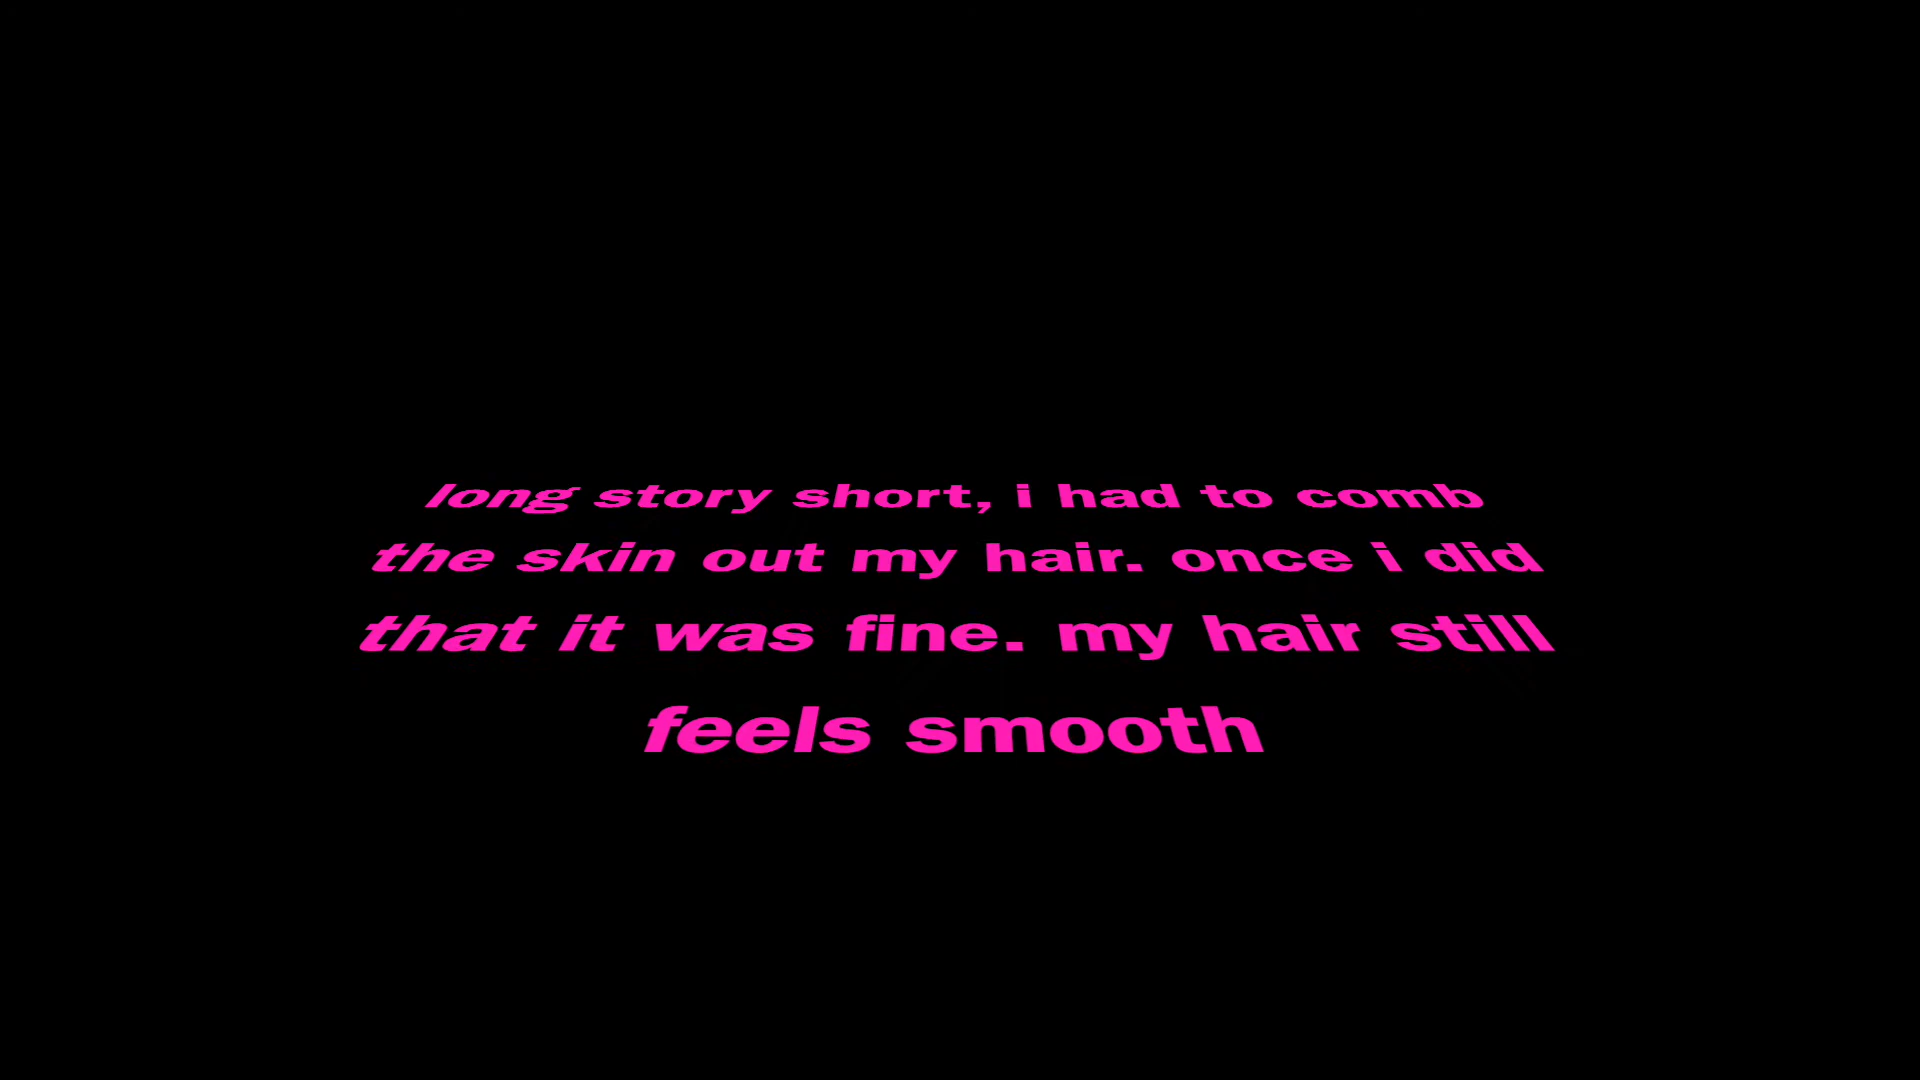 long story short, i had to comb
the skin out my hair. once i did
that it was fine. my hair still
feels smooth